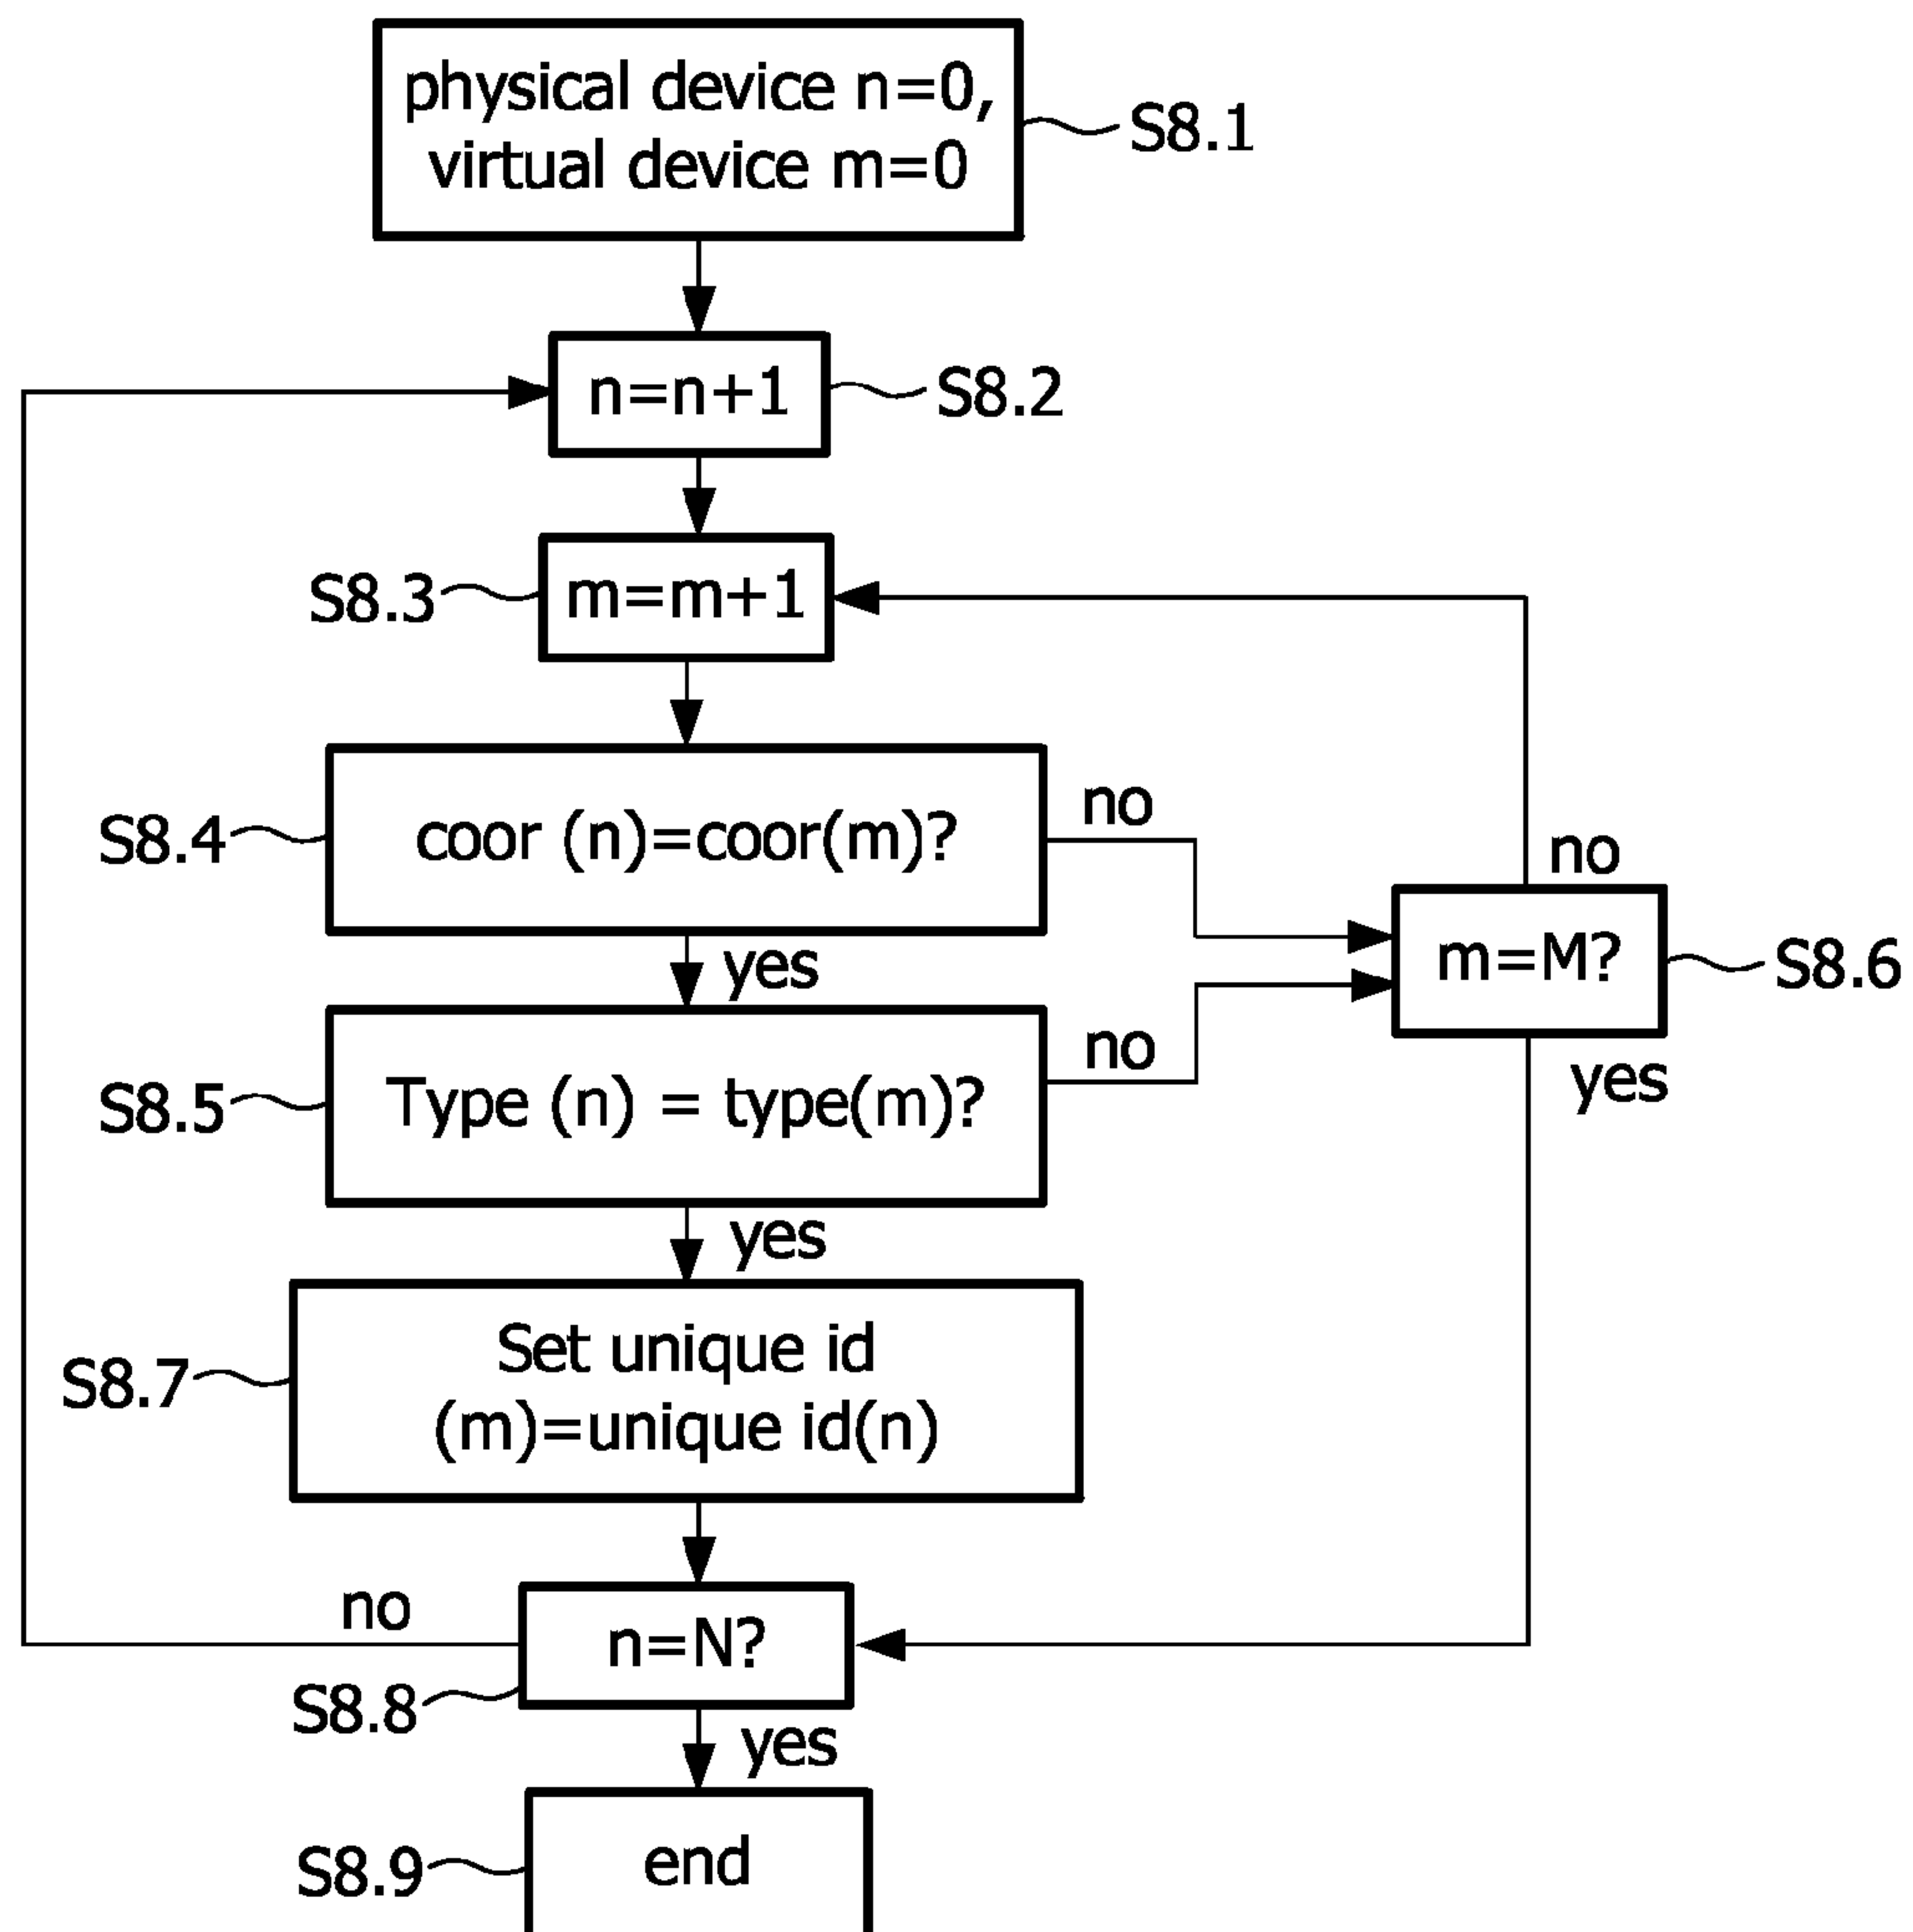 physical device n=0,
virtual device m=0
S8.1
n=n+1
S8.2
S8.3
m=m+1
S8.4
coor (n)=coor(m)?
no
no
m=M?
S8.6
yes
yes
S8.5
Type (n) = type(m)?
no
yes
S8.7
Set unique id
(m)=unique id(n)
no
n=N?
S8.8
yes
S8.9
end